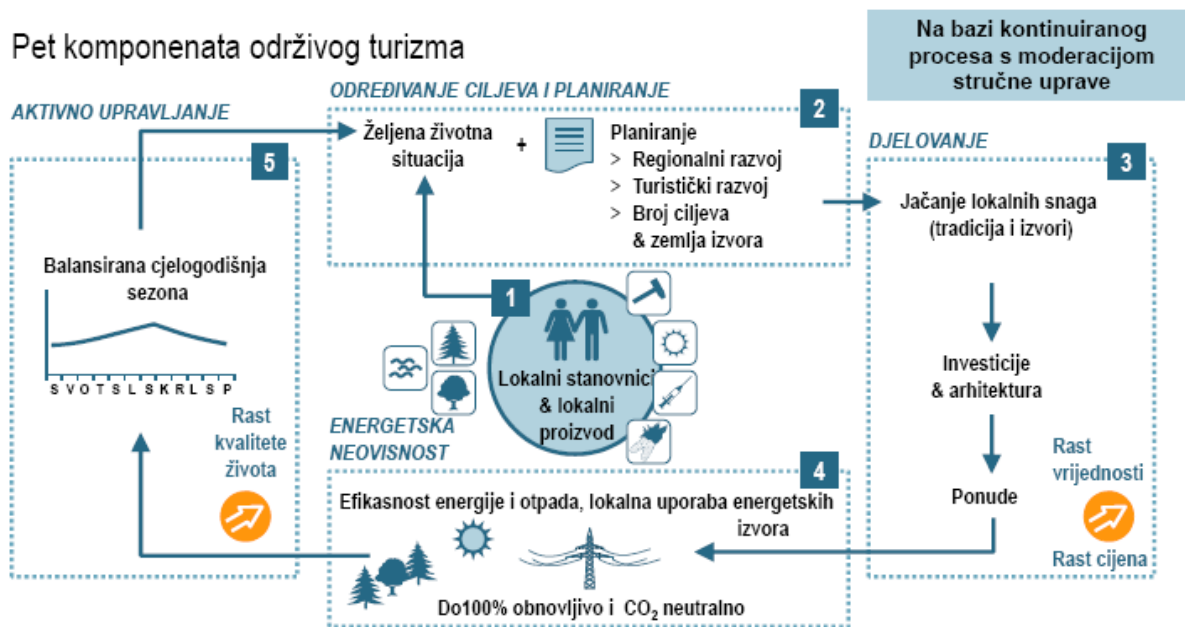 Pet komponenata održivog turizma
Na bazi kontinuiranog
procesa s moderacijom
stručne uprave
1
Lokalni stanovnici
& lokalni
proizvod
ODREĐIVANJE CILJEVA I PLANIRANJE
2
Željena životna
situacija
+
Planiranje
> Regionalni razvoj
> Turistički razvoj
> Broj ciljeva
& zemlja izvora
DJELOVANJE
3
Jačanje lokalnih snaga
(tradicija i izvori)
Investicije
& arhitektura
Ponude
Rast
vrijednosti
Rast cijena
ENERGETSKA
NEOVISNOST
4
Efikasnost energije i otpada, lokalna uporaba energetskih
izvora
Do100% obnovljivo i CO₂ neutralno
AKTIVNO UPRAVLJANJE
5
Balansirana cjelogodišnja
sezona
S V O T S L S K R L S P
Rast
kvalitete
života